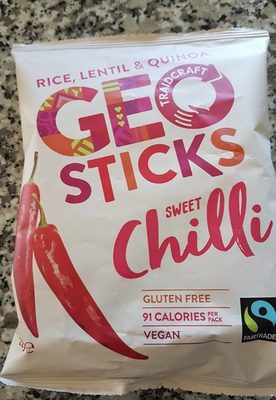 RICE, LENTIL & QUINOA
GEO
TRAIDCRAFT
STICKS
SWEET
Chilli
GLUTEN FREE
91 CALORIES PER PACK
VEGAN
FAIRTRADE